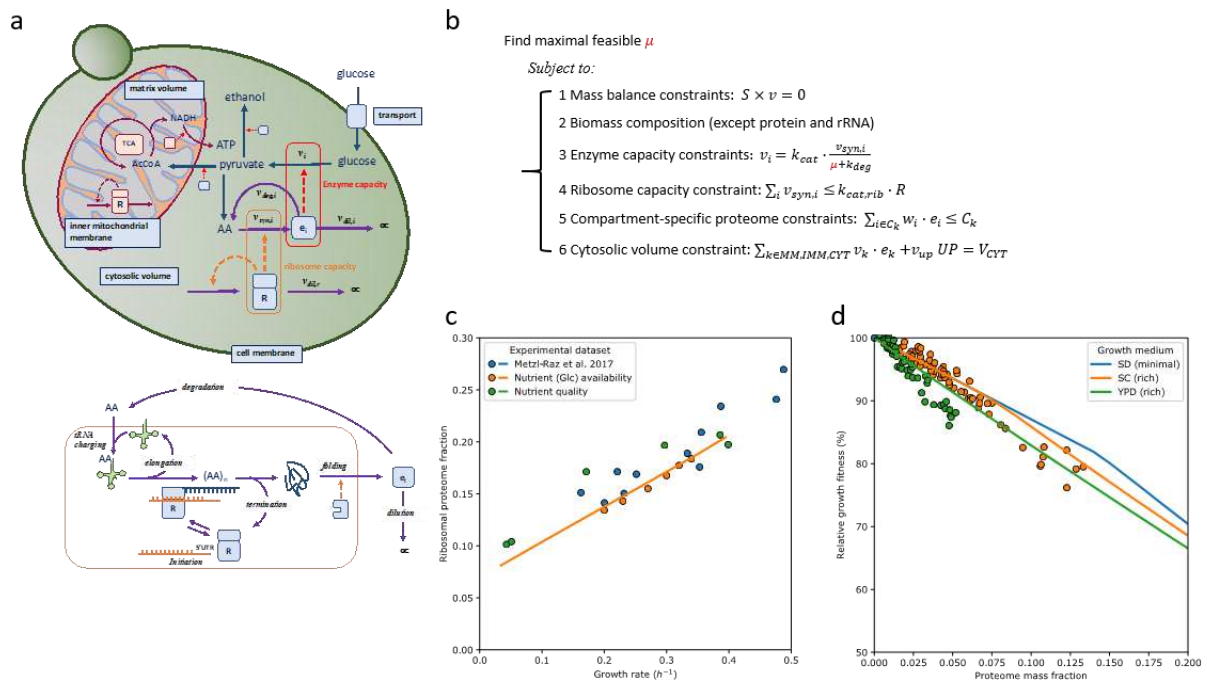 a
matrix volume
NADH
TCA
AcCoA
R
inner mitochondrial
membrane
ethanol
glucose
transport
ATP
pyruvate
glucose
v_i
Enzyme capacity
v_deg,i
v_syn,i
v_dil,i
AA
e_i
∝
cytosolic volume
ribosome capacity
R
v_dil,r
∝
cell membrane
degradation
AA
tRNA
charging
AA
elongation
(AA)n
folding
e_i
termination
R
dilution
5'UTR
R
Initiation
∝
b
Find maximal feasible μ
Subject to:
1 Mass balance constraints: S × v = 0
2 Biomass composition (except protein and rRNA)
3 Enzyme capacity constraints: v_i = k_cat · v_syn,i / (μ+k_deg)
4 Ribosome capacity constraint: ∑_i v_syn,i ≤ k_cat,rib · R
5 Compartment-specific proteome constraints: ∑_i∈C_k w_i · e_i ≤ C_k
6 Cytosolic volume constraint: ∑_k∈MM,IMM,CYT v_k · e_k + v_up UP = V_CYT
c
Experimental dataset
Metzl-Raz et al. 2017
Nutrient (Glc) availability
Nutrient quality
Ribosomal proteome fraction
0.30
0.25
0.20
0.15
0.10
0.05
0.00
0.0 0.1 0.2 0.3 0.4 0.5
Growth rate (h⁻¹)
d
Growth medium
SD (minimal)
SC (rich)
YPD (rich)
Relative growth fitness (%)
100
90
80
70
60
50
0.000 0.025 0.050 0.075 0.100 0.125 0.150 0.175 0.200
Proteome mass fraction